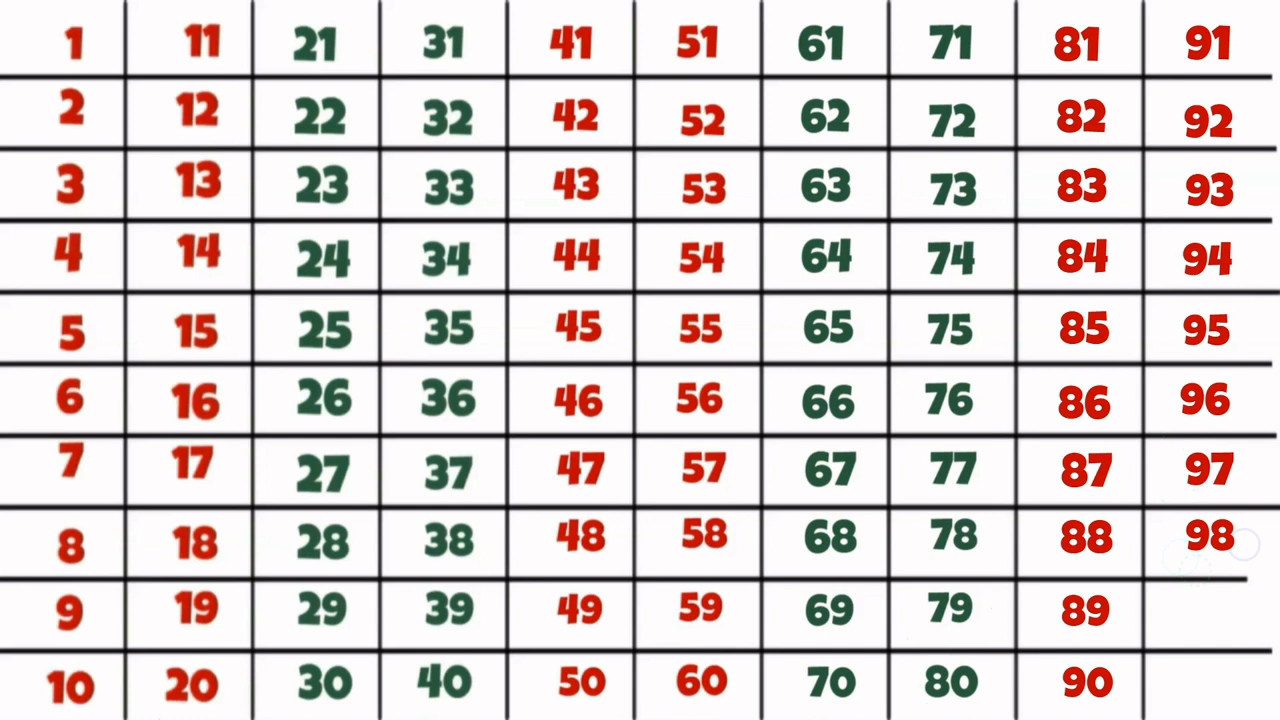 1 11 21 31 41 51 61 71 81 91
2 12 22 32 42 52 62 72 82 92
3 13 23 33 43 53 63 73 83 93
4 14 24 34 44 54 64 74 84 94
5 15 25 35 45 55 65 75 85 95
6 16 26 36 46 56 66 76 86 96
7 17 27 37 47 57 67 77 87 97
8 18 28 38 48 58 68 78 88 98
9 19 29 39 49 59 69 79 89
10 20 30 40 50 60 70 80 90